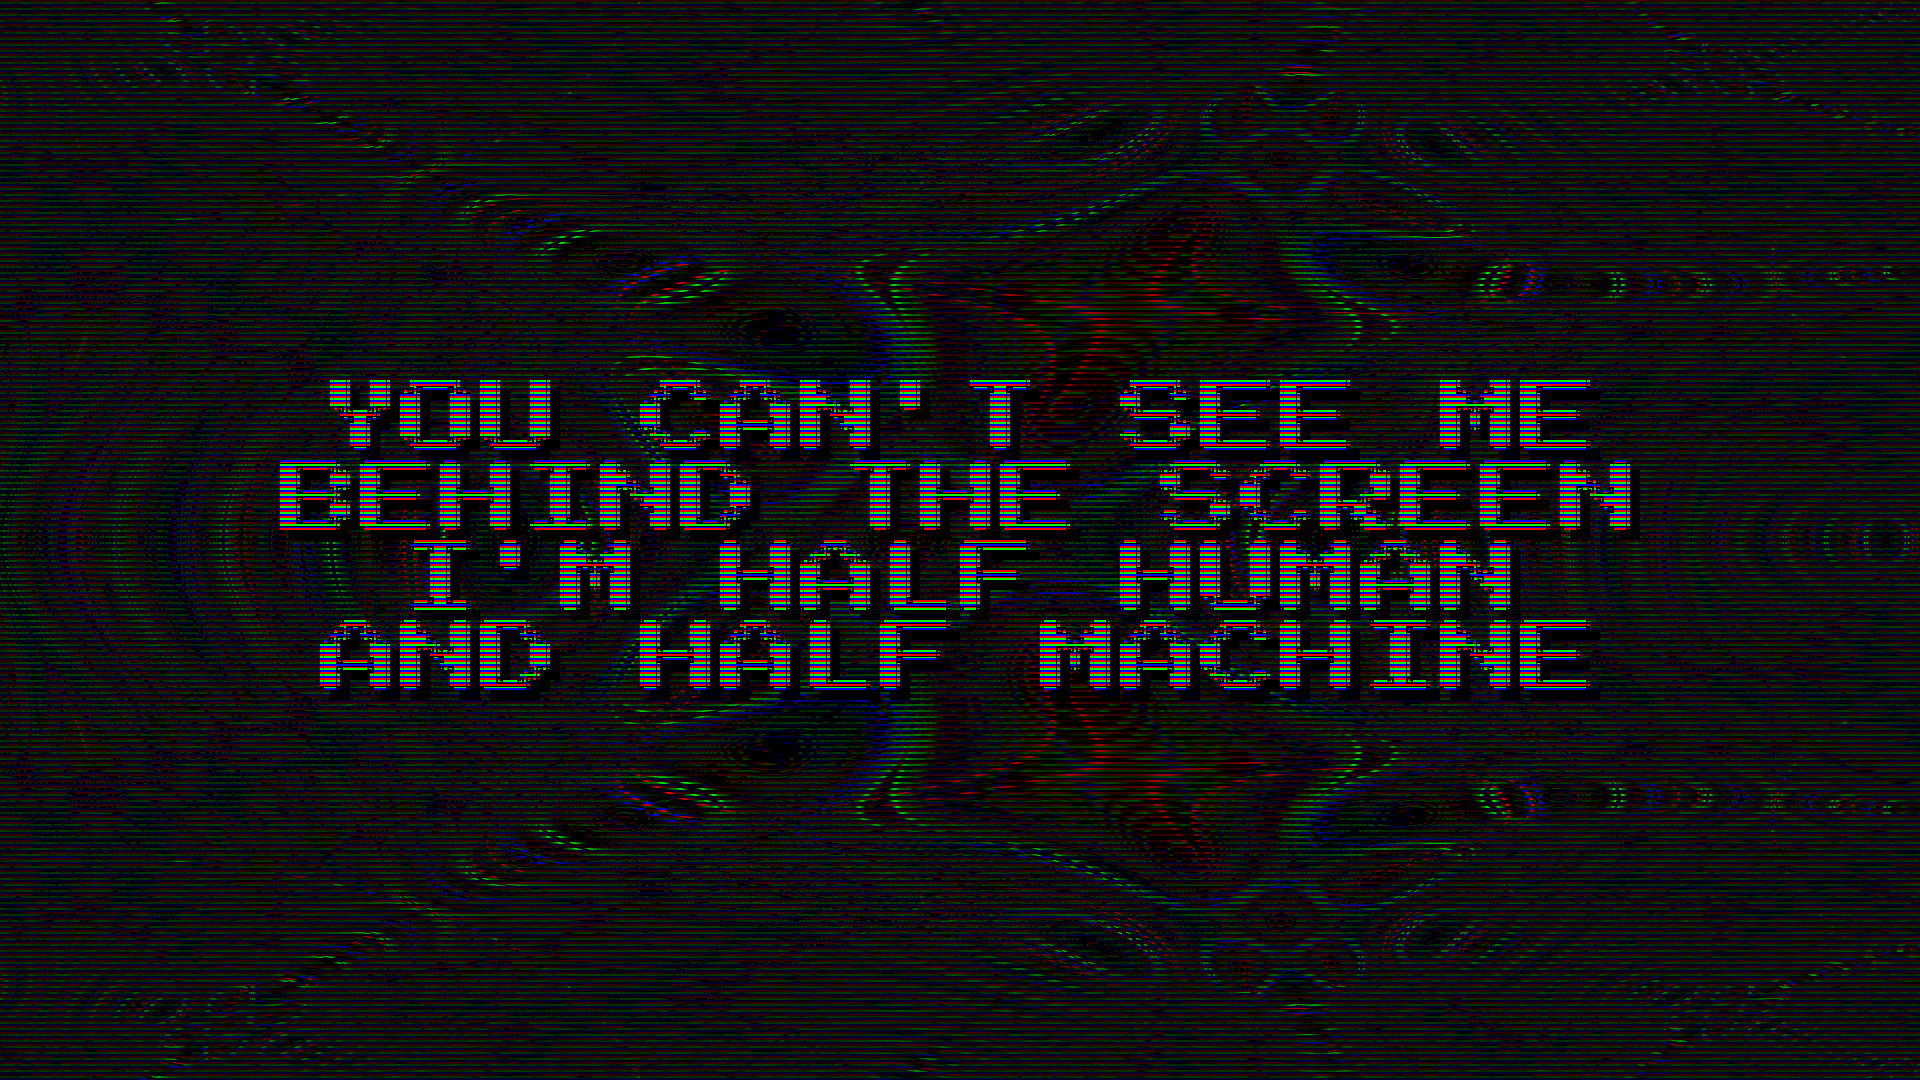 YOU CAN'T SEE ME
BEHIND THE SCREEN
I'M HALF HUMAN
AND HALF MACHINE